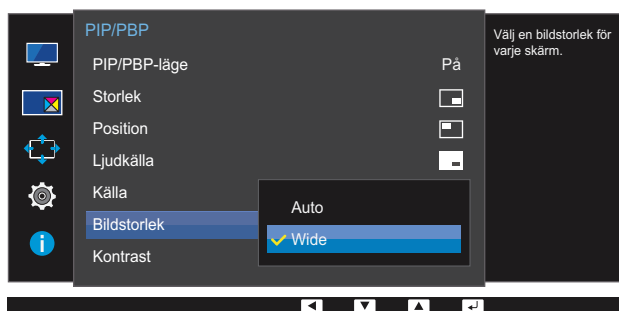 PIP/PBP
PIP/PBP-läge På
Storlek
Position
Ljudkälla
Källa
Bildstorlek
Kontrast
Auto
Wide
Välj en bildstorlek för
varje skärm.